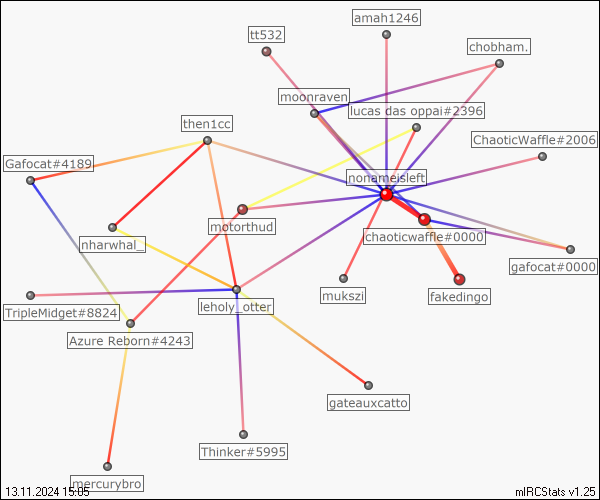 amah1246
tt532
chobham.
moonraven
lucas das oppai#2396
then1cc
ChaoticWaffle#2006
Gafocat#4189
nonameisleft
motorthud
chaoticwaffle#0000
nharwhal_
gafocat#0000
mukszi
fakedingo
TripleMidget#8824
leholy_otter
Azure Reborn#4243
gateauxcatto
Thinker#5995
mercurybro
13.11.2024 15:05
mIRCStats v1.25